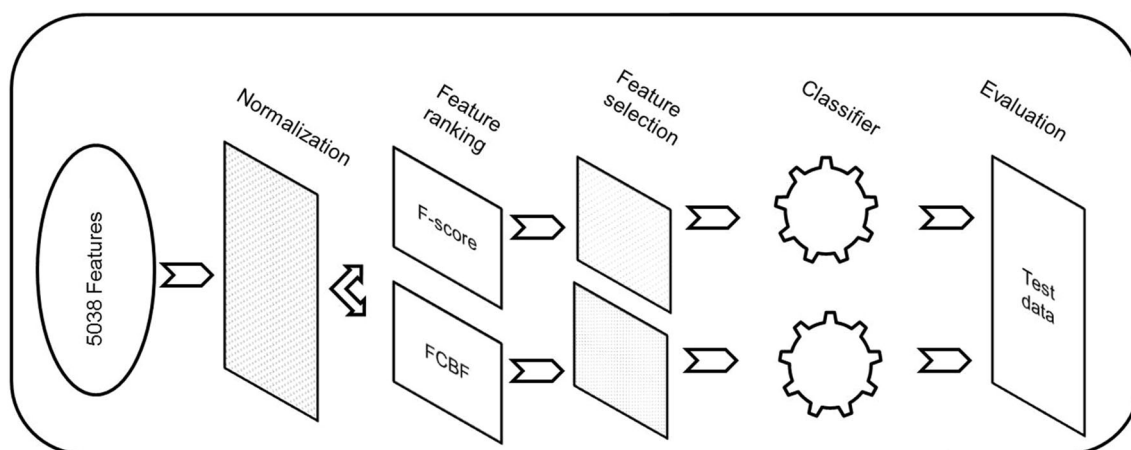 5038 Features
Normalization
Feature
ranking
F-score
FCBF
Feature
selection
Classifier
Evaluation
Test
data